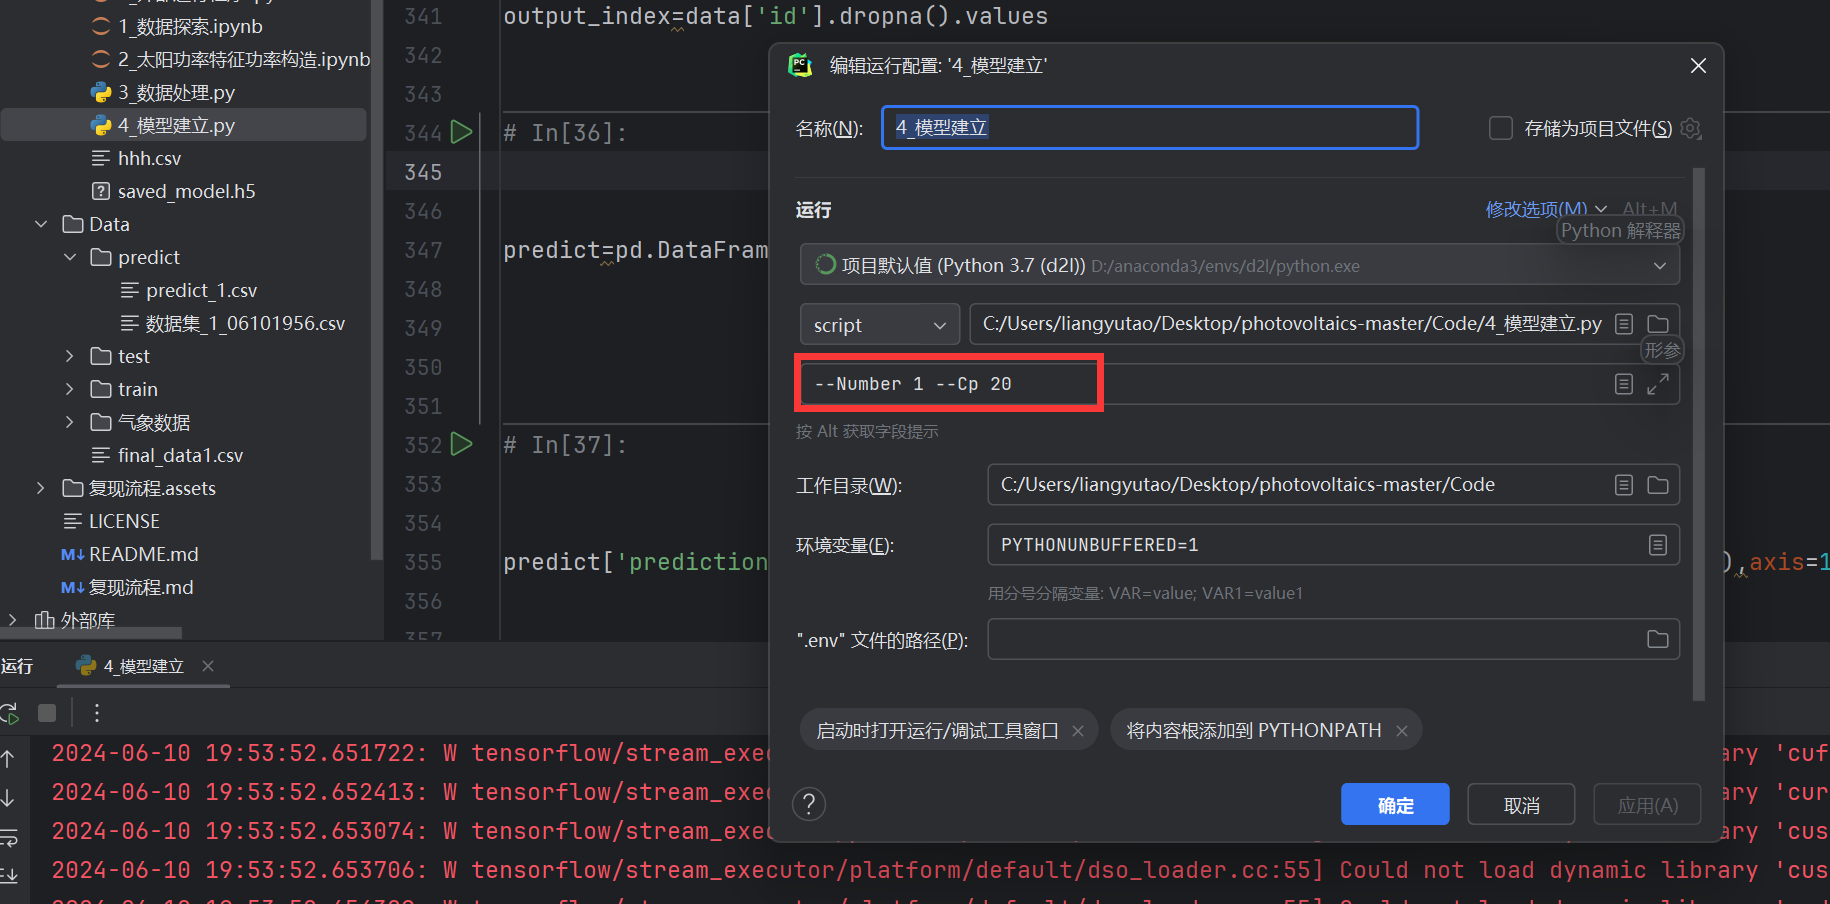 1_数据探索.ipynb
2_太阳功率特征功率构造.ipynb
3_数据处理.py
4_模型建立.py
hhh.csv
saved_model.h5
Data
predict
predict_1.csv
数据集_1_06101956.csv
test
train
气象数据
final_data1.csv
复现流程.assets
LICENSE
README.md
复现流程.md
外部库
341 output_index=data['id'].dropna().values
342
343
344 # In[36]:
345
346
347 predict=pd.DataFram
348
349
350
351
352 # In[37]:
353
354
355 predict['prediction ),axis=1
356
357
编辑运行配置: '4_模型建立'
名称(N): 4_模型建立
存储为项目文件(S)
运行
修改选项(M) Alt+M
Python 解释器
项目默认值 (Python 3.7 (d2l)) D:/anaconda3/envs/d2l/python.exe
script C:/Users/liangyutao/Desktop/photovoltaics-master/Code/4_模型建立.py
形参
--Number 1 --Cp 20
按 Alt 获取字段提示
工作目录(W): C:/Users/liangyutao/Desktop/photovoltaics-master/Code
环境变量(E): PYTHONUNBUFFERED=1
用分号分隔变量: VAR=value; VAR1=value1
".env" 文件的路径(P):
启动时打开运行/调试工具窗口
将内容根添加到 PYTHONPATH
?
确定
取消
应用(A)
运行
4_模型建立
2024-06-10 19:53:52.651722: W tensorflow/stream_exec ary 'cuf
2024-06-10 19:53:52.652413: W tensorflow/stream_exec ary 'cur
2024-06-10 19:53:52.653074: W tensorflow/stream_exec ary 'cus
2024-06-10 19:53:52.653706: W tensorflow/stream_executor/platform/default/dso_loader.cc:55] Could not load dynamic library 'cus